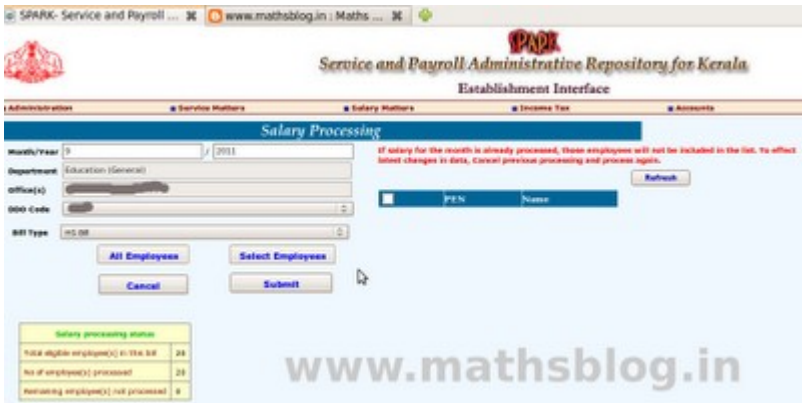 SPARK- Service and Payroll ... www.mathsblog.in : Maths ...
SPARK
Service and Payroll Administrative Repository for Kerala
Establishment Interface
Administration Service Matters Salary Matters Income Tax Accounts
Salary Processing
Month/Year 9 / 2011
If salary for the month is already processed, those employees will not be included in the list. To effect
latest changes in data, Cancel previous processing and process again.
Department Education (General)
Refresh
Office(s)
DDO Code
PEN Name
Bill Type HS Bill
All Employees Select Employees
Cancel Submit
Salary processing status
Total eligible employee(s) in the bill
No of employee(s) processed
Remaining employee(s) not processed 0
www.mathsblog.in